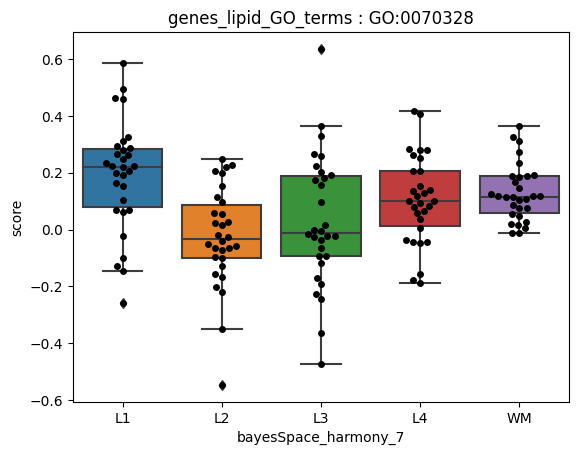 genes_lipid_GO_terms : GO:0070328
0.6
0.4
0.2
0.0
−0.2
−0.4
−0.6
score
L1 L2 L3 L4 WM
bayesSpace_harmony_7